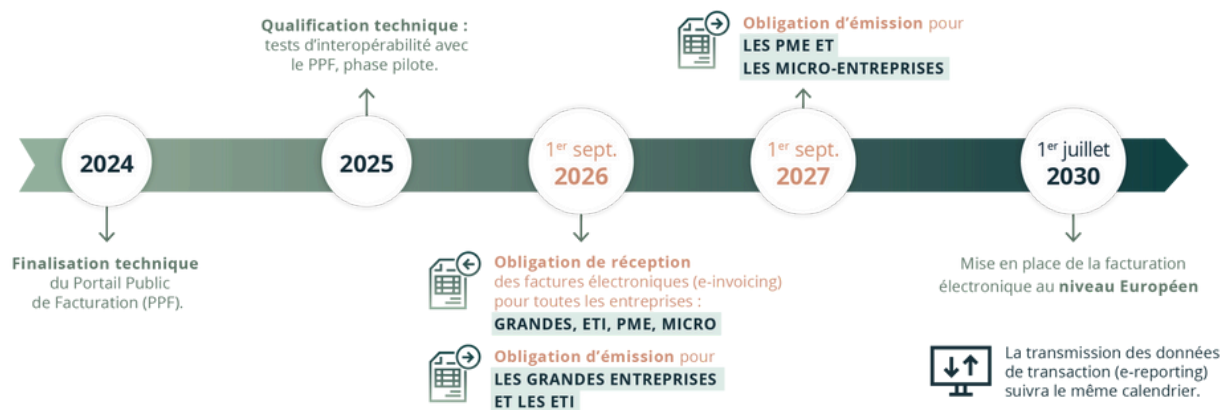 Qualification technique :
tests d'interopérabilité avec
le PPF, phase pilote.
Obligation d'émission pour
LES PME ET
LES MICRO-ENTREPRISES
2024
2025
1er sept.
2026
1er sept.
2027
1er juillet
2030
Finalisation technique
du Portail Public
de Facturation (PPF).
Obligation de réception
des factures électroniques (e-invoicing)
pour toutes les entreprises :
GRANDES, ETI, PME, MICRO
Obligation d'émission pour
LES GRANDES ENTREPRISES
ET LES ETI
Mise en place de la facturation
électronique au niveau Européen
La transmission des données
de transaction (e-reporting)
suivra le même calendrier.